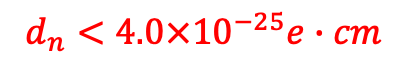 dₙ < 4.0×10⁻²⁵e · cm